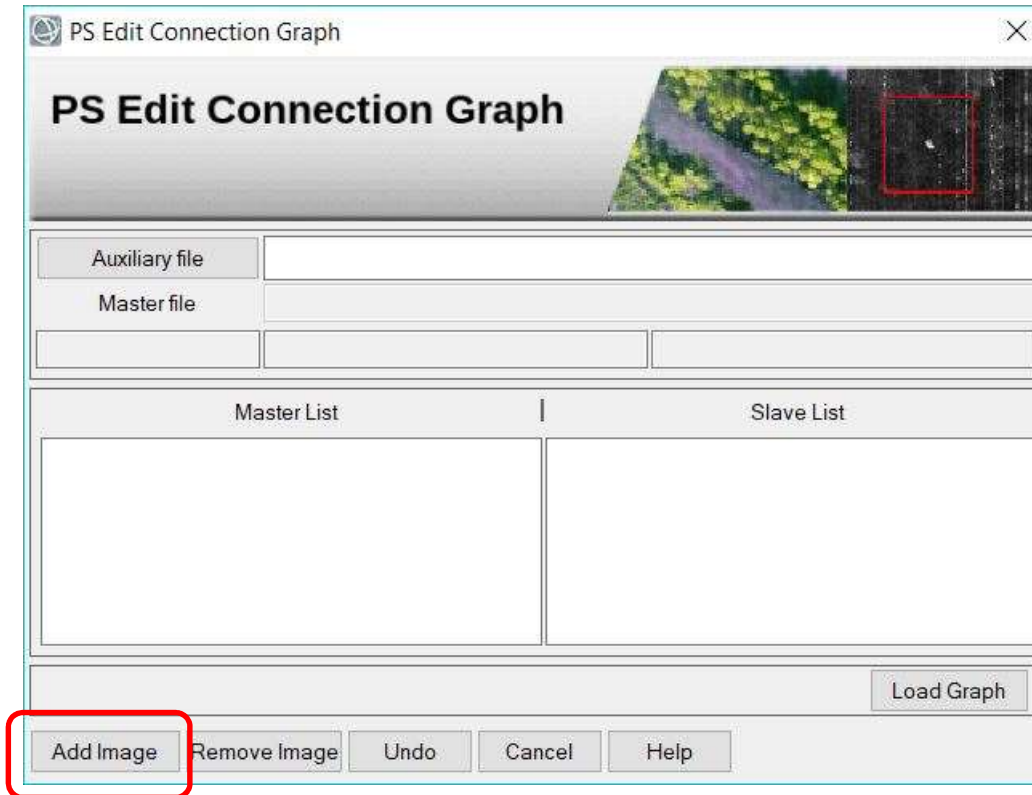 PS Edit Connection Graph
PS Edit Connection Graph
Auxiliary file
Master file
Master List | Slave List
Load Graph
Add Image Remove Image Undo Cancel Help